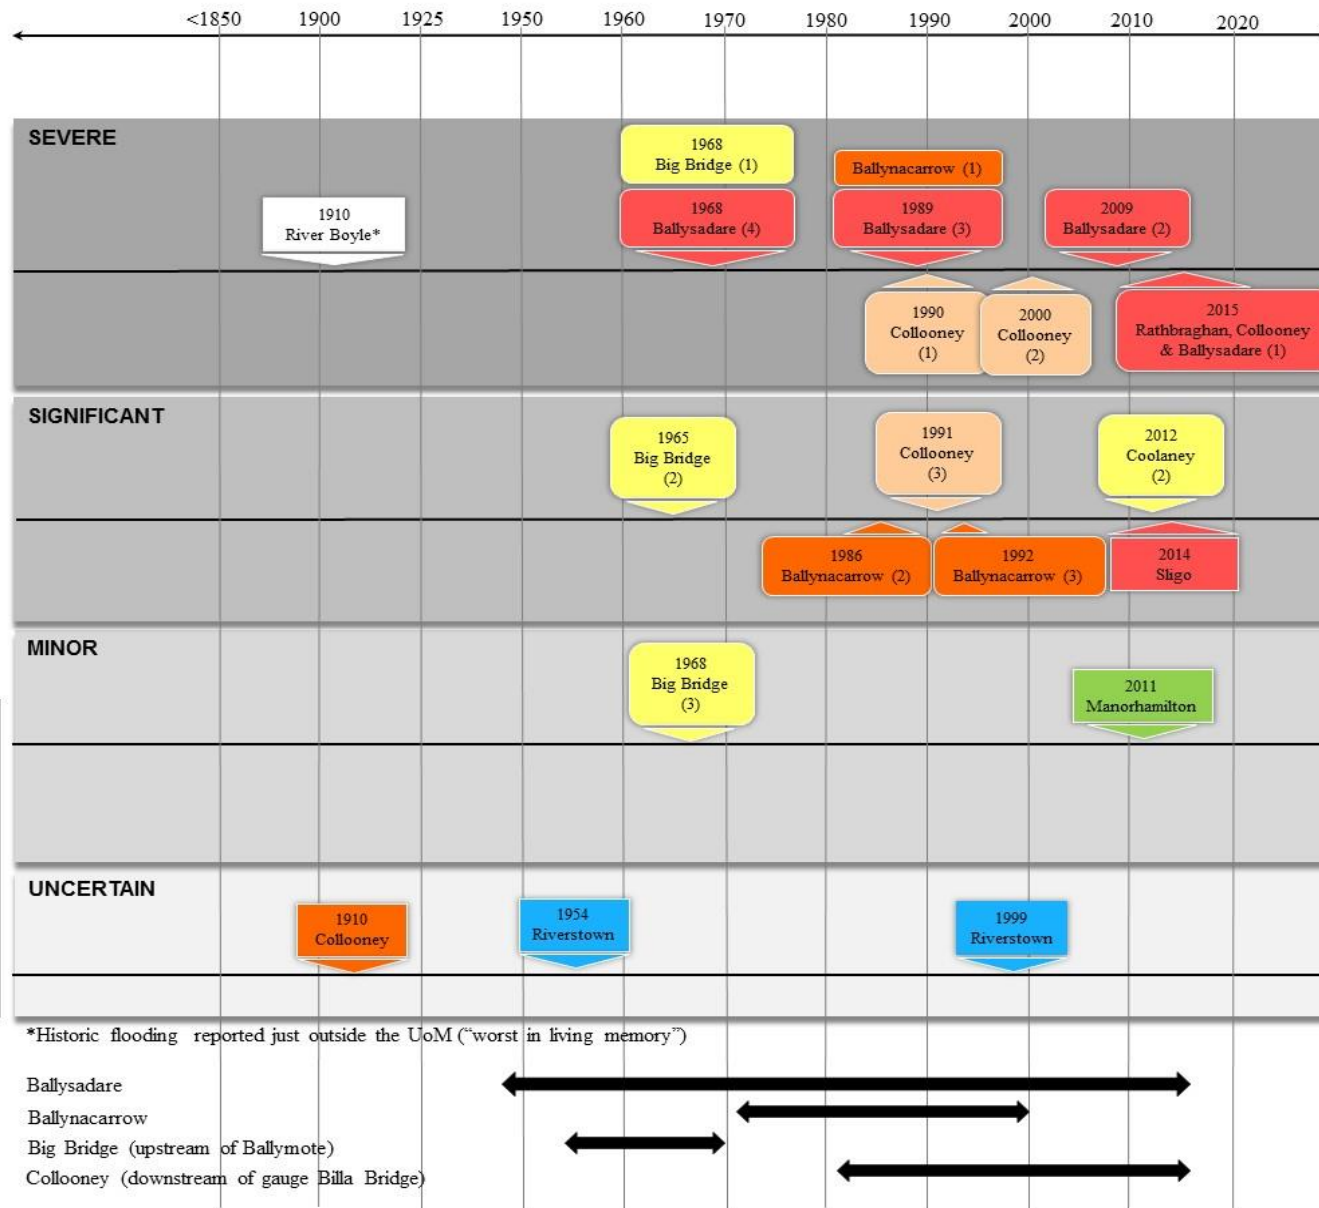 <1850 1900 1925 1950 1960 1970 1980 1990 2000 2010 2020
SEVERE
1968
Big Bridge (1)
Ballynacarrow (1)
1910
River Boyle*
1968
Ballysadare (4)
1989
Ballysadare (3)
2009
Ballysadare (2)
1990
Collooney
(1)
2000
Collooney
(2)
2015
Rathbraghan, Collooney
& Ballysadare (1)
SIGNIFICANT
1965
Big Bridge
(2)
1991
Collooney
(3)
2012
Coolaney
(2)
1986
Ballynacarrow (2)
1992
Ballynacarrow (3)
2014
Sligo
MINOR
1968
Big Bridge
(3)
2011
Manorhamilton
UNCERTAIN
1910
Collooney
1954
Riverstown
1999
Riverstown
*Historic flooding reported just outside the UoM (“worst in living memory”)
Ballysadare
Ballynacarrow
Big Bridge (upstream of Ballymote)
Collooney (downstream of gauge Billa Bridge)